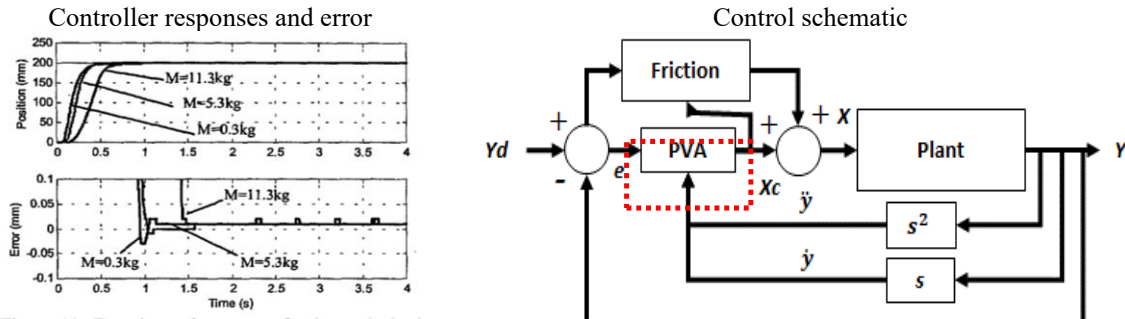 Controller responses and error
Control schematic
250
200
150
100
50
0
Position (mm)
M=11.3kg
M=5.3kg
M=0.3kg
0 0.5 1 1.5 2 2.5 3 3.5 4
0.1
0.05
0
-0.05
-0.1
Error (mm)
M=11.3kg
M=0.3kg
M=5.3kg
0 0.5 1 1.5 2 2.5 3 3.5 4
Time (s)
Friction
+
+
+ X
Yd
PVA
Plant
Y
-
e
Xc
ÿ
s²
ẏ
s